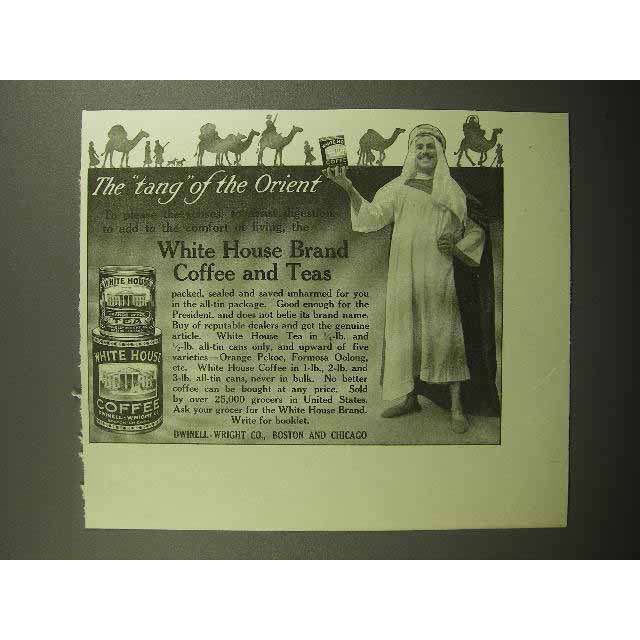 The "tang" of the Orient
To please the senses, to assist digestion,
to add to the comfort of living, the
White House Brand
Coffee and Teas
packed, sealed and saved unharmed for you
in the all-tin package. Good enough for the
President, and does not belie its brand name.
Buy of reputable dealers and get the genuine
article. White House Tea in ¼-lb. and
½-lb. all-tin cans only, and upward of five
varieties—Orange Pekoe, Formosa Oolong,
etc. White House Coffee in 1-lb., 2-lb. and
3-lb. all-tin cans, never in bulk. No better
coffee can be bought at any price. Sold
by over 25,000 grocers in United States.
Ask your grocer for the White House Brand.
Write for booklet.
DWINELL-WRIGHT CO., BOSTON AND CHICAGO
WHITE HOUSE
TEA
WHITE HOUSE
COFFEE
DWINELL-WRIGHT CO.
COFFEE